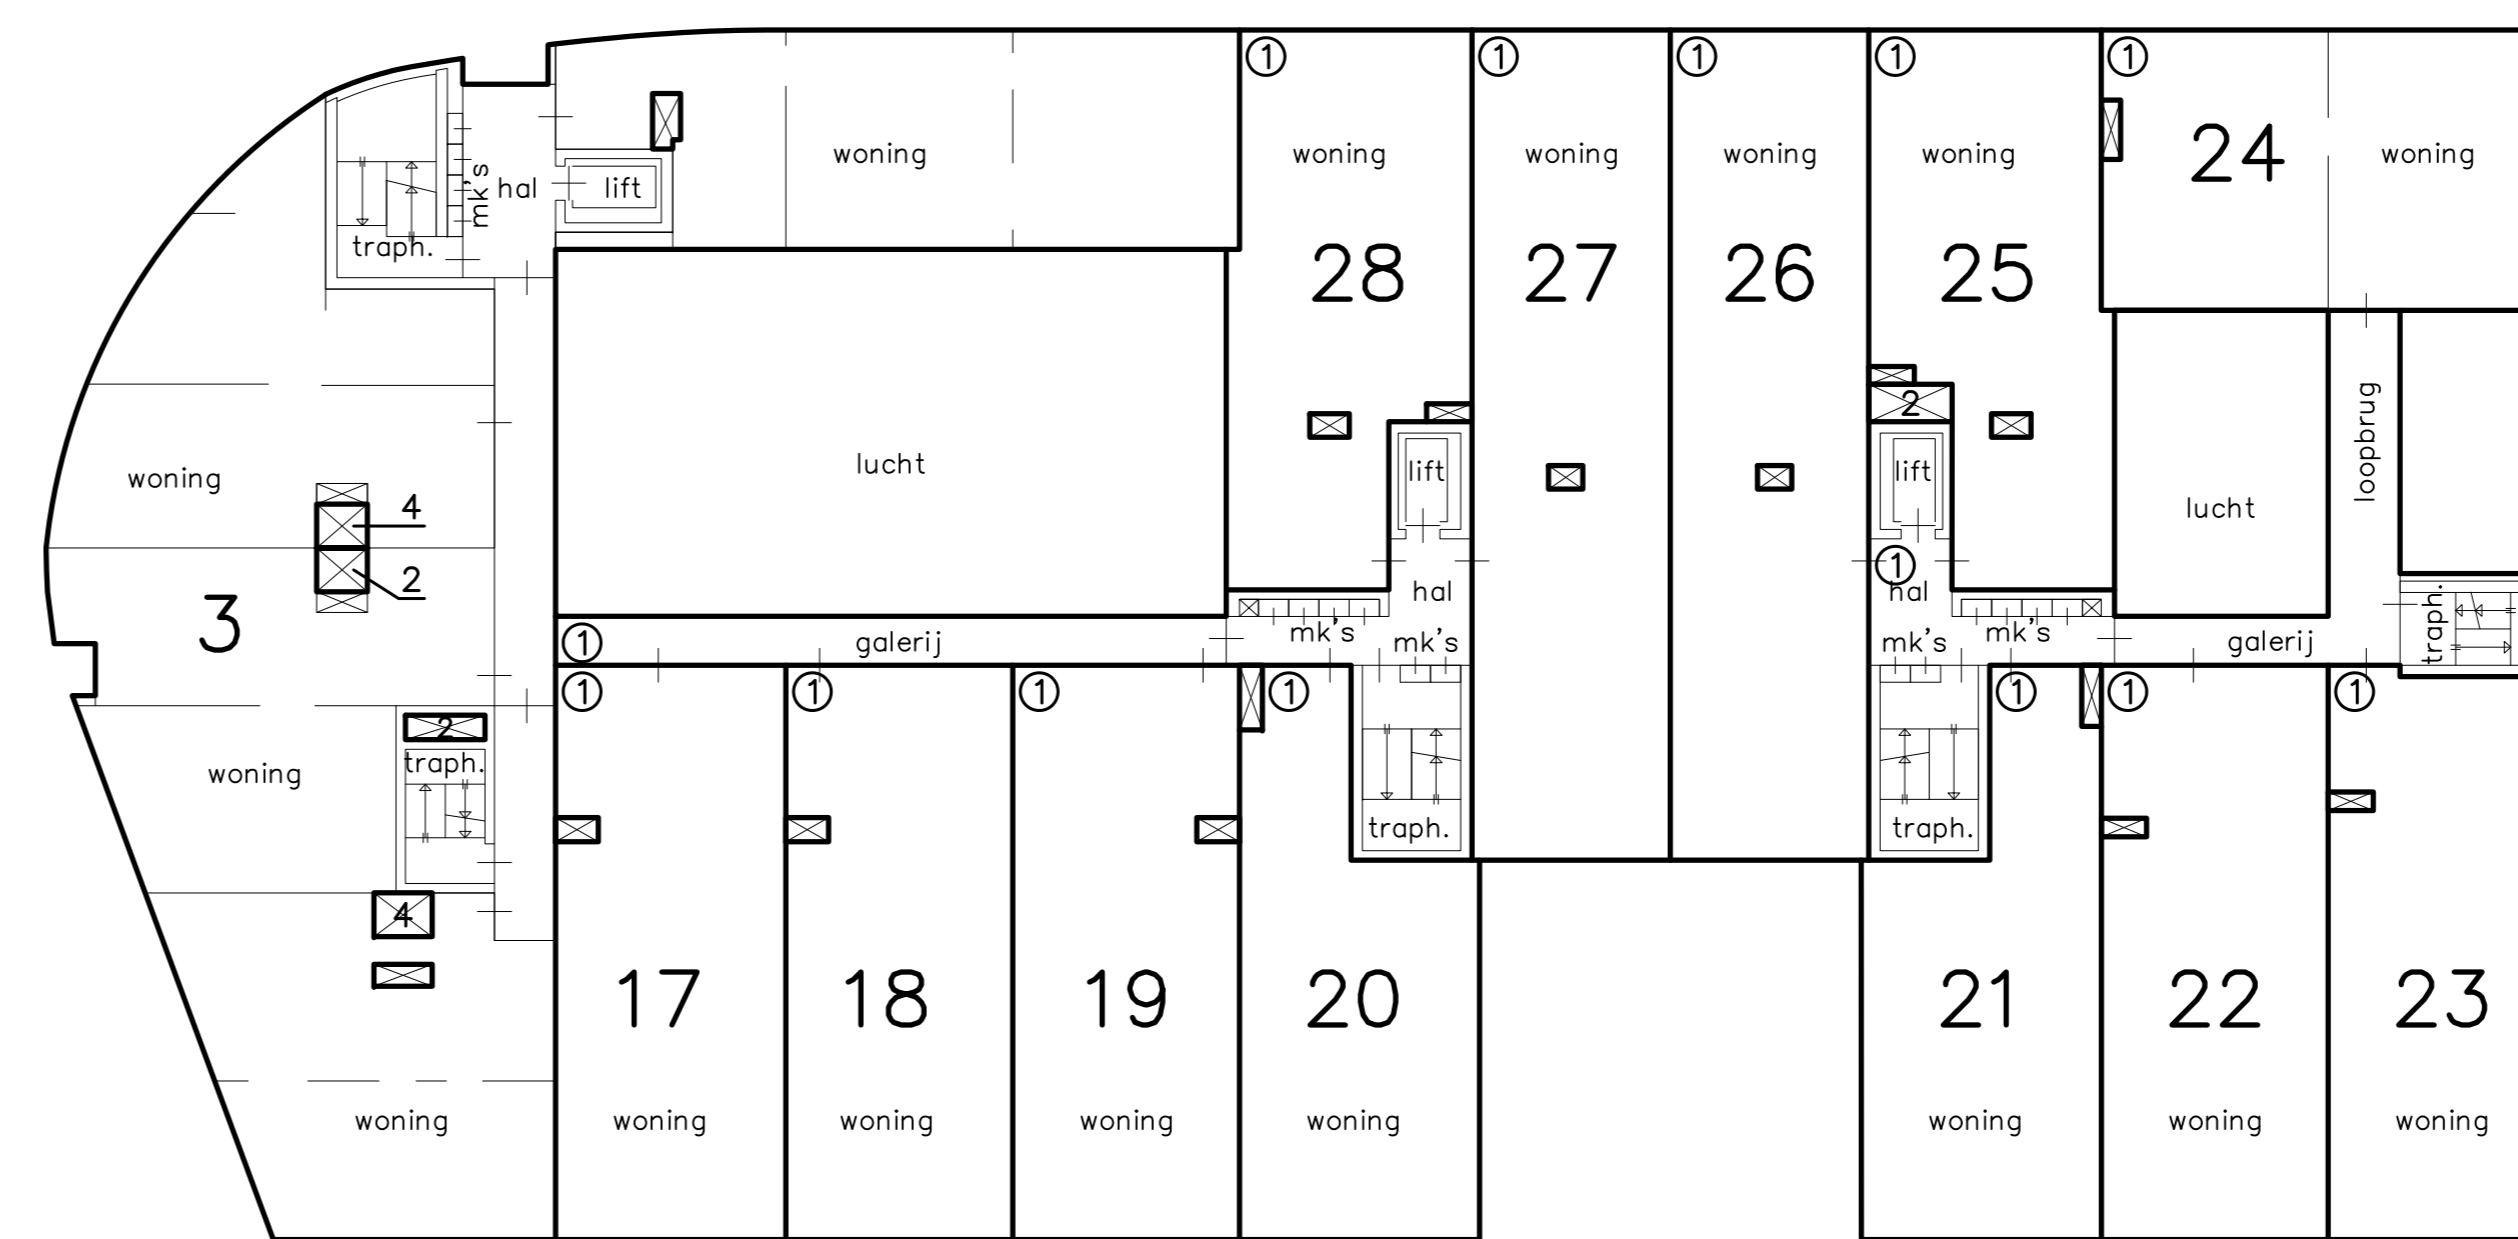 1 1 1 1 1
woning woning woning woning woning 24 woning
mk's hal lift
traph.
28 27 26 25
2
loopbrug
woning lucht lift lift lucht
4
1
2
3
hal hal
traph.
mk's mk's mk's mk's
1 galerij galerij
1 1 1 1 1 1 1
2
traph.
woning
traph. traph.
4
17 18 19 20 21 22 23
woning woning woning woning woning woning woning woning